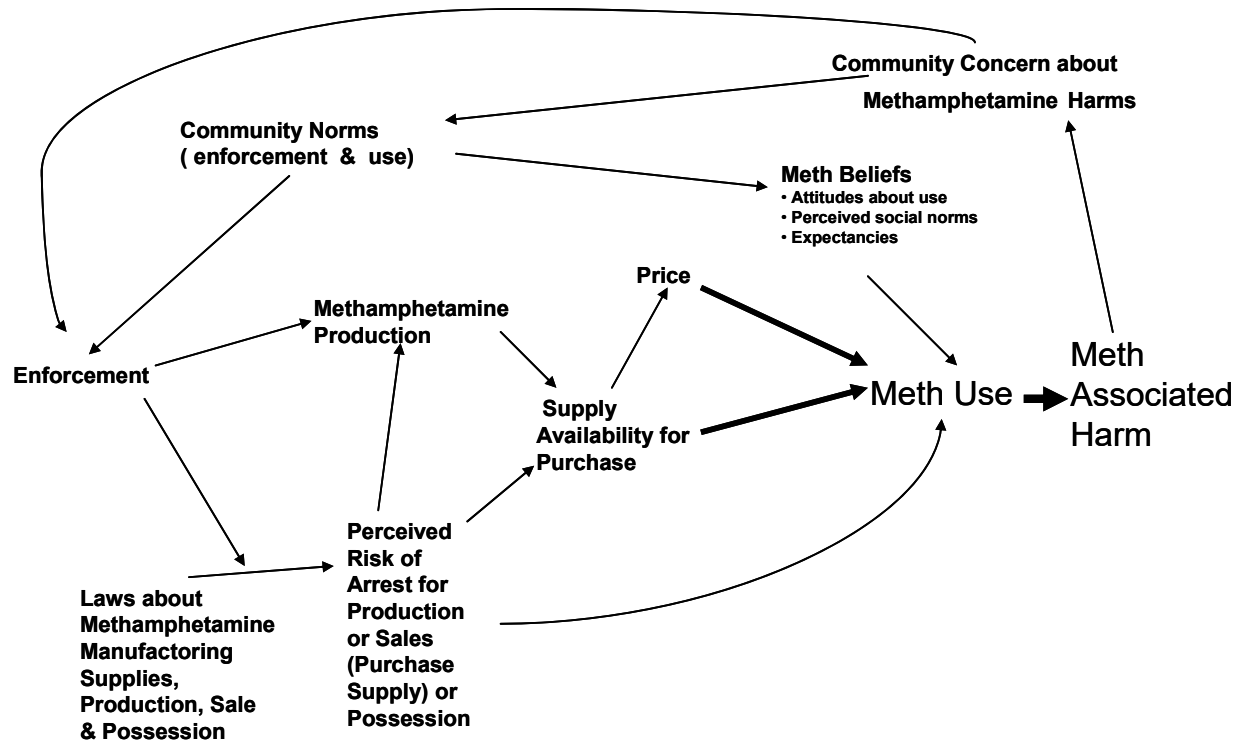 Community Concern about
Methamphetamine Harms
Community Norms
( enforcement & use)
Meth Beliefs
• Attitudes about use
• Perceived social norms
• Expectancies
Price
Methamphetamine
Production
Enforcement
Meth Use
Meth
Associated
Harm
Supply
Availability for
Purchase
Perceived
Risk of
Arrest for
Production
or Sales
(Purchase
Supply) or
Possession
Laws about
Methamphetamine
Manufactoring
Supplies,
Production, Sale
& Possession